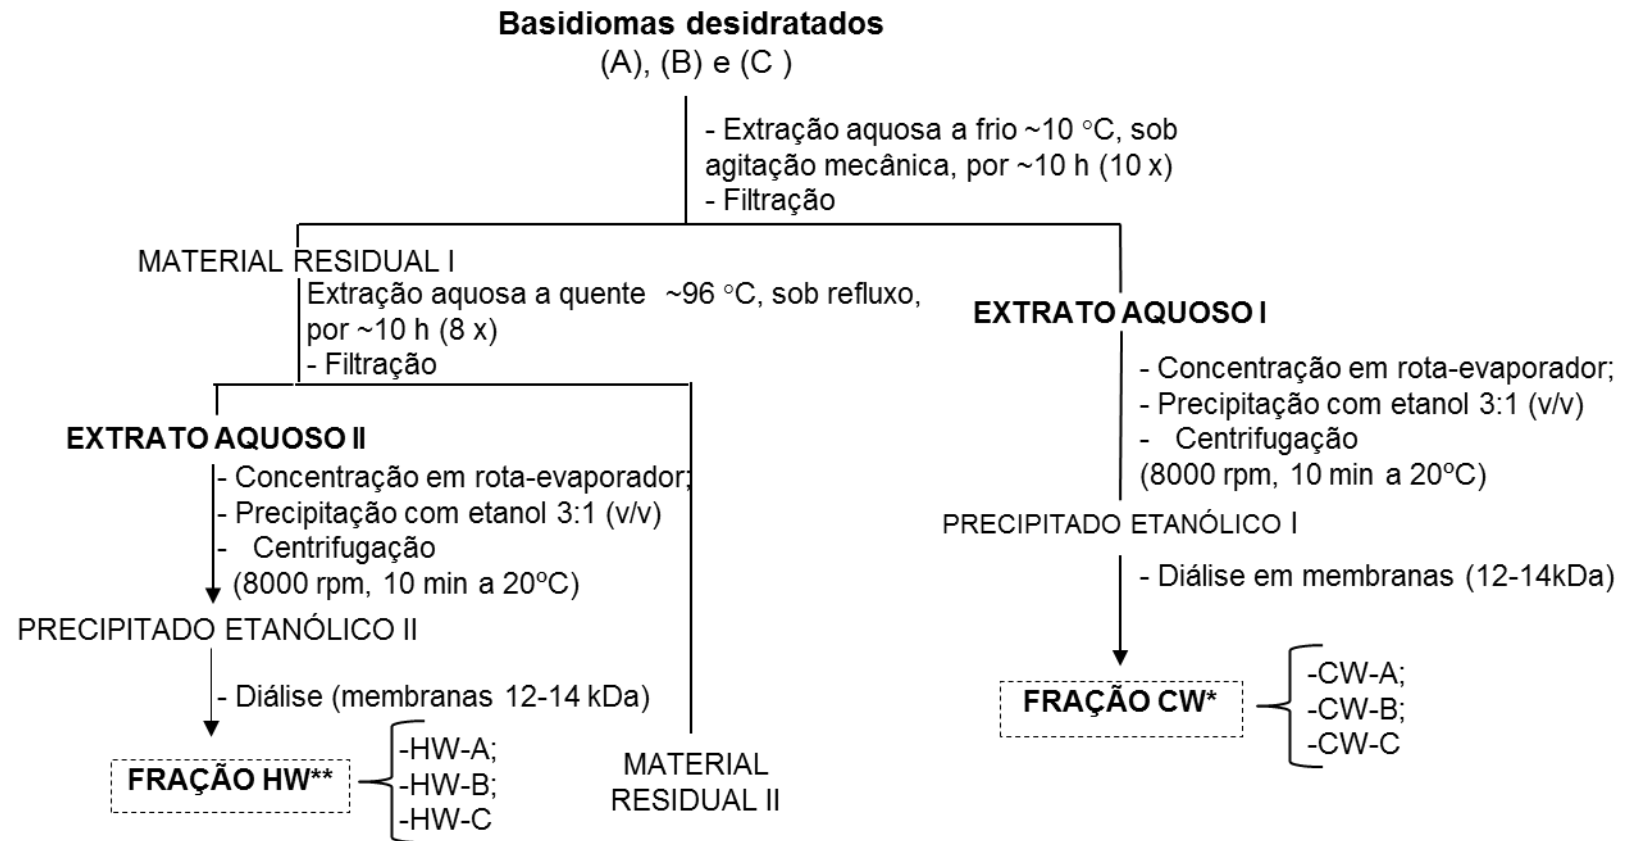 Basidiomas desidratados
(A), (B) e (C )
- Extração aquosa a frio ~10 °C, sob
agitação mecânica, por ~10 h (10 x)
- Filtração
MATERIAL RESIDUAL I
Extração aquosa a quente ~96 °C, sob refluxo,
por ~10 h (8 x)
- Filtração
EXTRATO AQUOSO II
- Concentração em rota-evaporador;
- Precipitação com etanol 3:1 (v/v)
- Centrifugação
(8000 rpm, 10 min a 20ºC)
PRECIPITADO ETANÓLICO II
- Diálise (membranas 12-14 kDa)
FRAÇÃO HW**
-HW-A;
-HW-B;
-HW-C
MATERIAL
RESIDUAL II
EXTRATO AQUOSO I
- Concentração em rota-evaporador;
- Precipitação com etanol 3:1 (v/v)
- Centrifugação
(8000 rpm, 10 min a 20ºC)
PRECIPITADO ETANÓLICO I
- Diálise em membranas (12-14kDa)
FRAÇÃO CW*
-CW-A;
-CW-B;
-CW-C